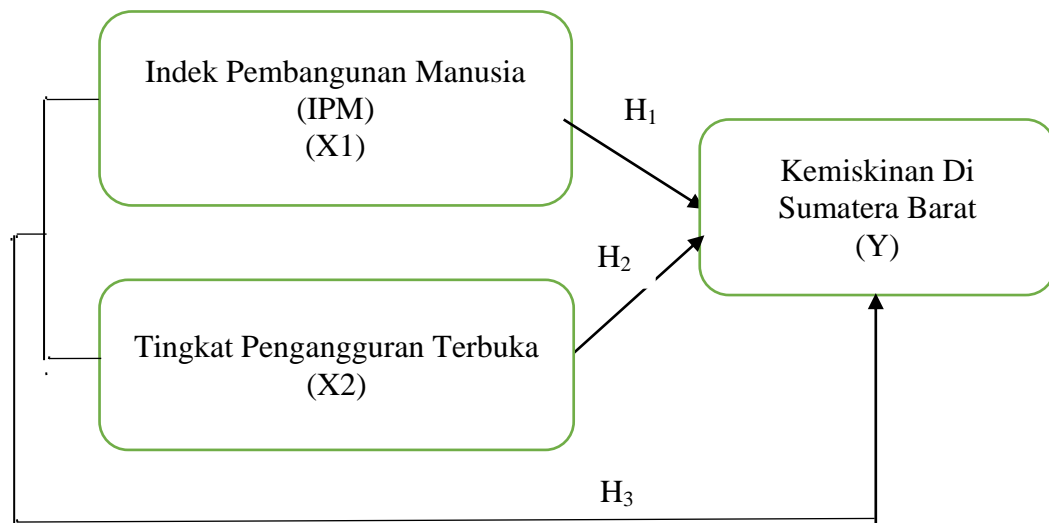 Indek Pembangunan Manusia
(IPM)
(X1)
H₁
Kemiskinan Di
Sumatera Barat
(Y)
H₂
Tingkat Pengangguran Terbuka
(X2)
H₃